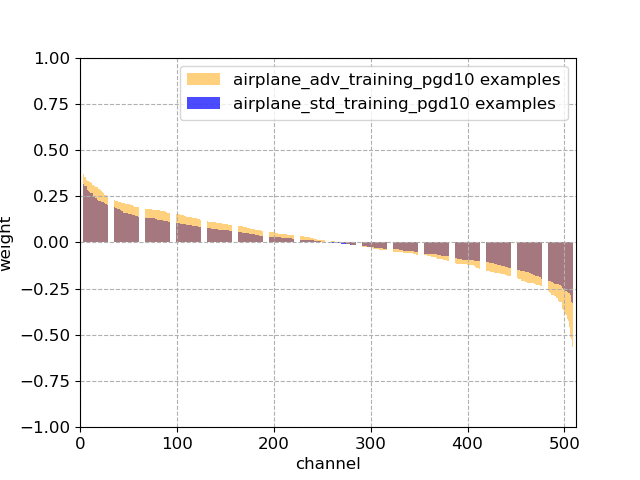 airplane_adv_training_pgd10 examples
airplane_std_training_pgd10 examples
1.00
0.75
0.50
0.25
0.00
−0.25
−0.50
−0.75
−1.00
weight
0 100 200 300 400 500
channel